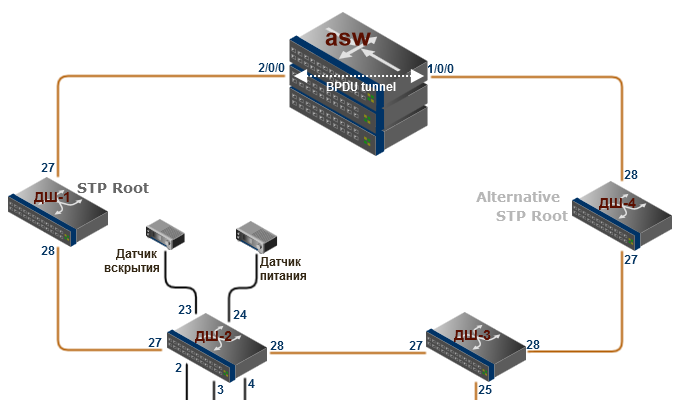 asw
2/0/0
1/0/0
BPDU tunnel
27
28
ДШ-1
STP Root
Alternative
STP Root
ДШ-4
28
27
Датчик
вскрытия
Датчик
питания
23
24
27
ДШ-2
28
27
ДШ-3
28
2
3
4
25